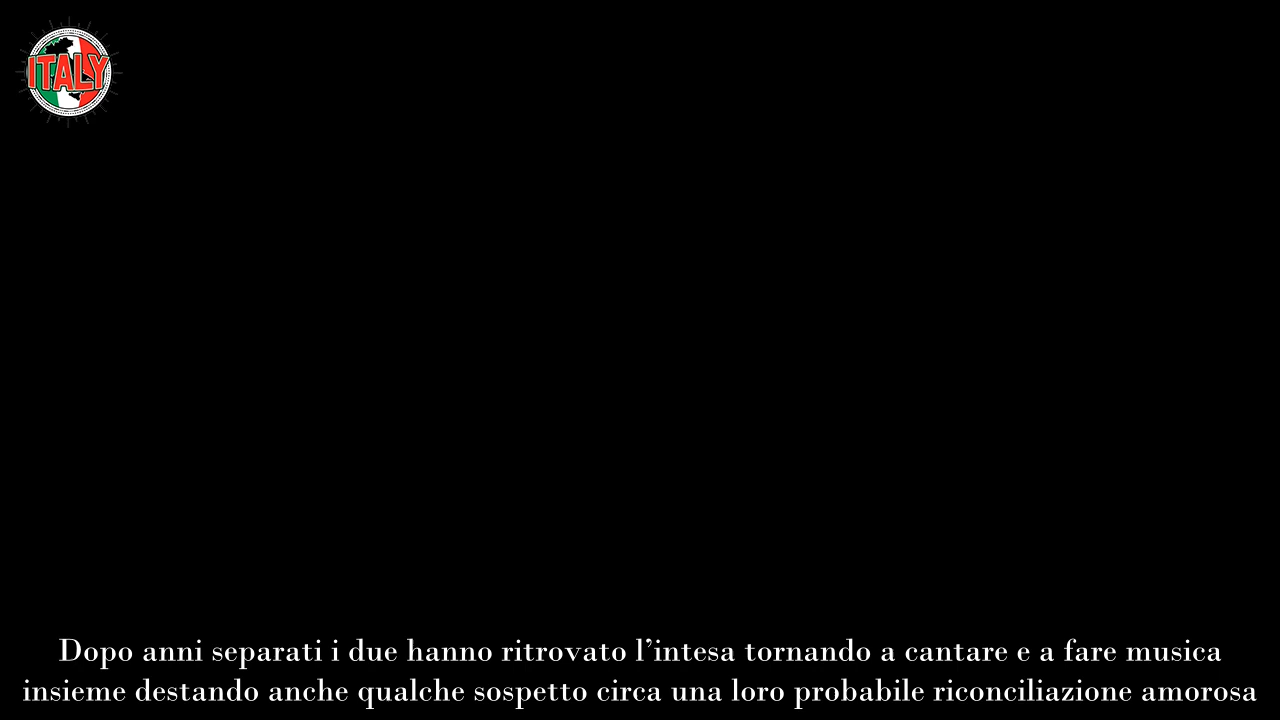 ITALY
Dopo anni separati i due hanno ritrovato l’intesa tornando a cantare e a fare musica
insieme destando anche qualche sospetto circa una loro probabile riconciliazione amorosa